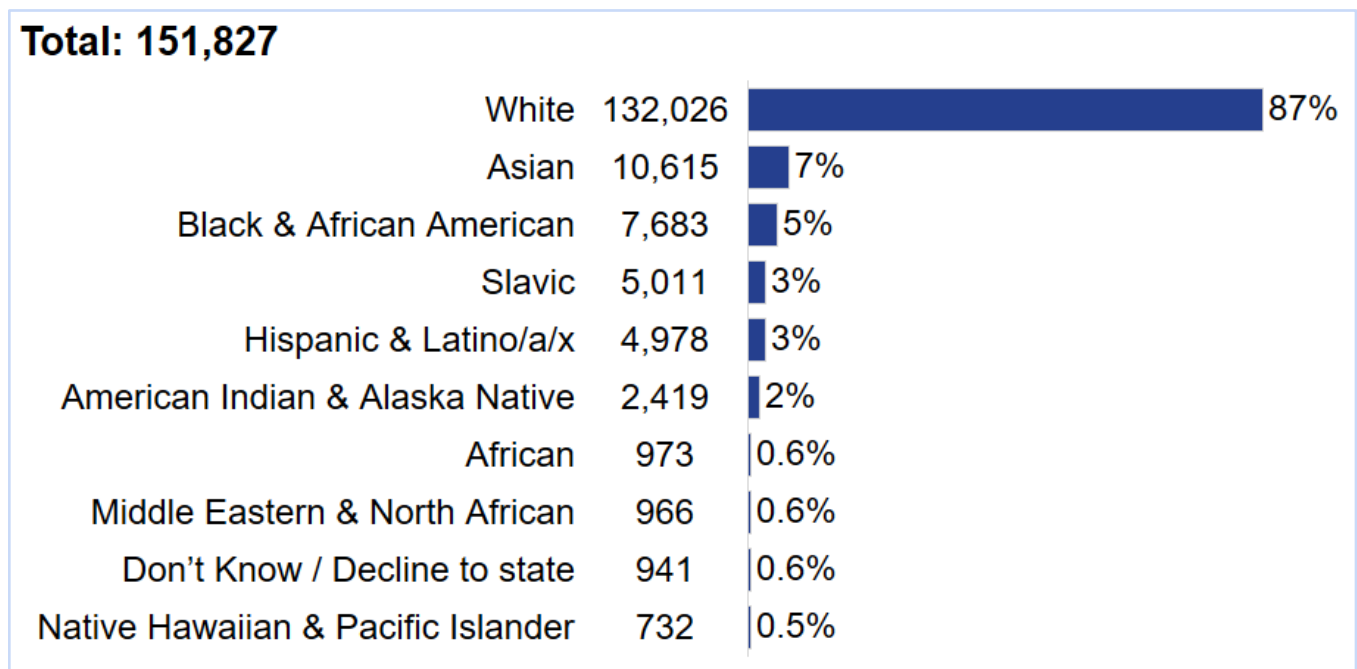 Total: 151,827
White 132,026 87%
Asian 10,615 7%
Black & African American 7,683 5%
Slavic 5,011 3%
Hispanic & Latino/a/x 4,978 3%
American Indian & Alaska Native 2,419 2%
African 973 0.6%
Middle Eastern & North African 966 0.6%
Don’t Know / Decline to state 941 0.6%
Native Hawaiian & Pacific Islander 732 0.5%